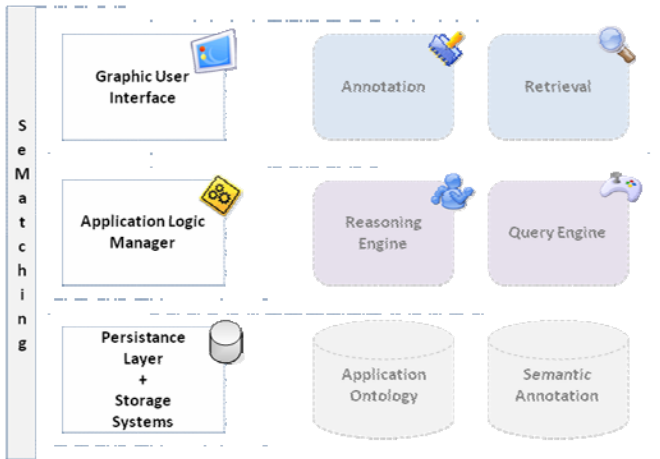 SeMatching
Graphic User
Interface
Annotation
Retrieval
Application Logic
Manager
Reasoning
Engine
Query Engine
Persistance
Layer
+
Storage
Systems
Application
Ontology
Semantic
Annotation